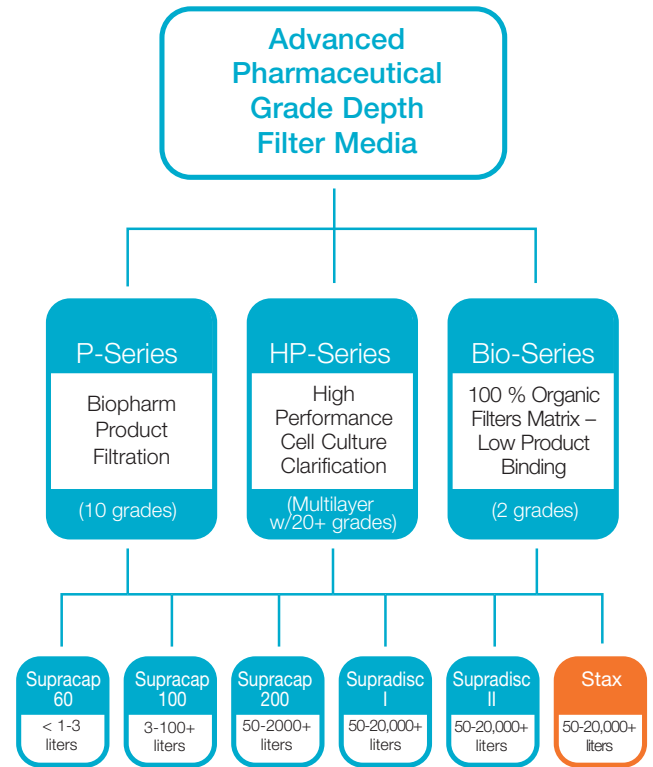 Advanced
Pharmaceutical
Grade Depth
Filter Media
P-Series
Biopharm
Product
Filtration
(10 grades)
HP-Series
High
Performance
Cell Culture
Clarification
(Multilayer
w/20+ grades)
Bio-Series
100 % Organic
Filters Matrix –
Low Product
Binding
(2 grades)
Supracap
60
< 1-3
liters
Supracap
100
3-100+
liters
Supracap
200
50-2000+
liters
Supradisc
I
50-20,000+
liters
Supradisc
II
50-20,000+
liters
Stax
50-20,000+
liters